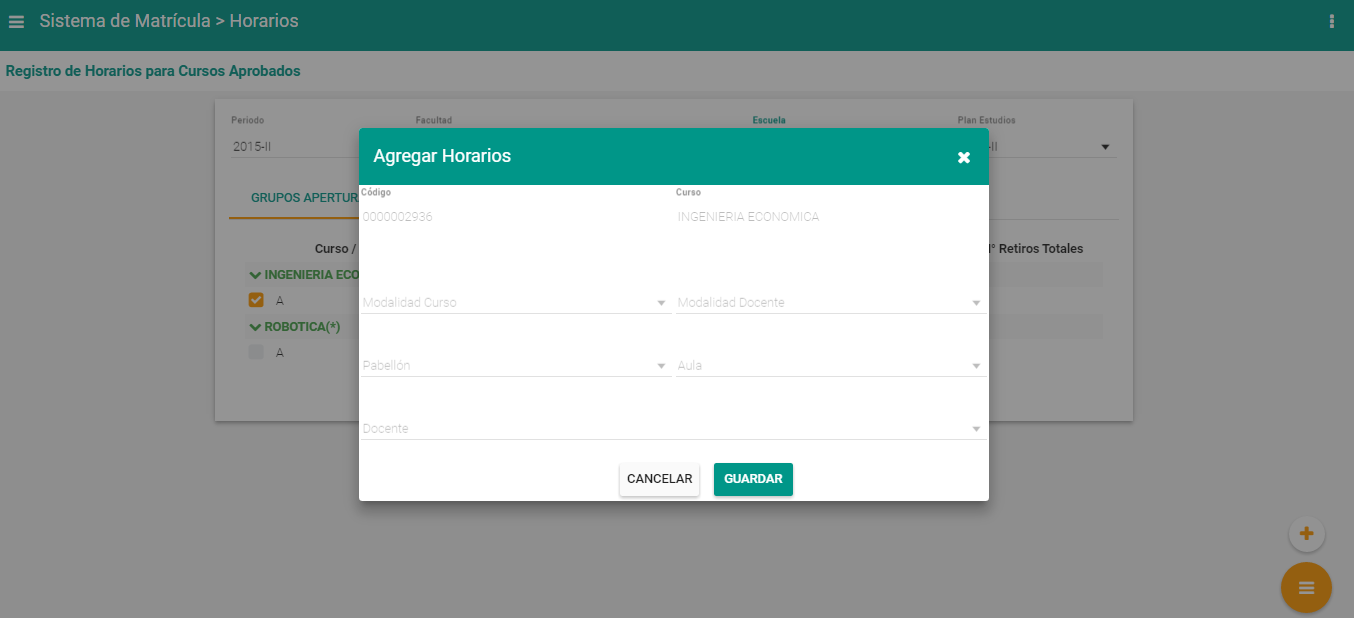 Sistema de Matrícula > Horarios
Registro de Horarios para Cursos Aprobados
Período Facultad Escuela Plan Estudios
2015-II -II
Agregar Horarios
Código Curso
0000002936 INGENIERIA ECONOMICA
GRUPOS APERTUR
Curso / Nº Retiros Totales
INGENIERIA ECO
A
ROBOTICA(*)
A
Modalidad Curso Modalidad Docente
Pabellón Aula
Docente
CANCELAR GUARDAR